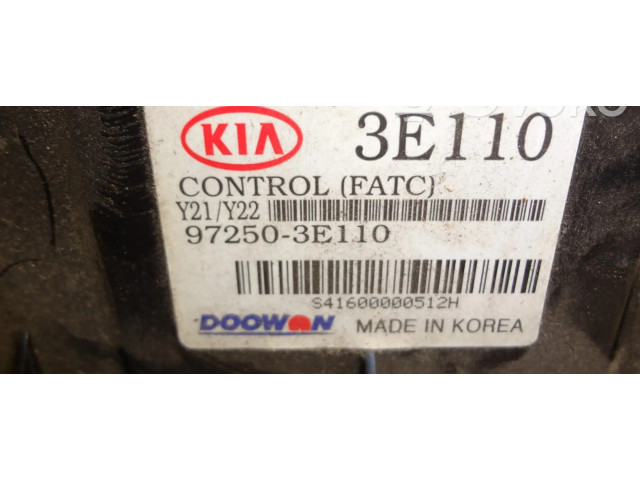 KIA 3E110
CONTROL (FATC)
Y21/Y22
97250-3E110
S41600000512H
DOOWON MADE IN KOREA